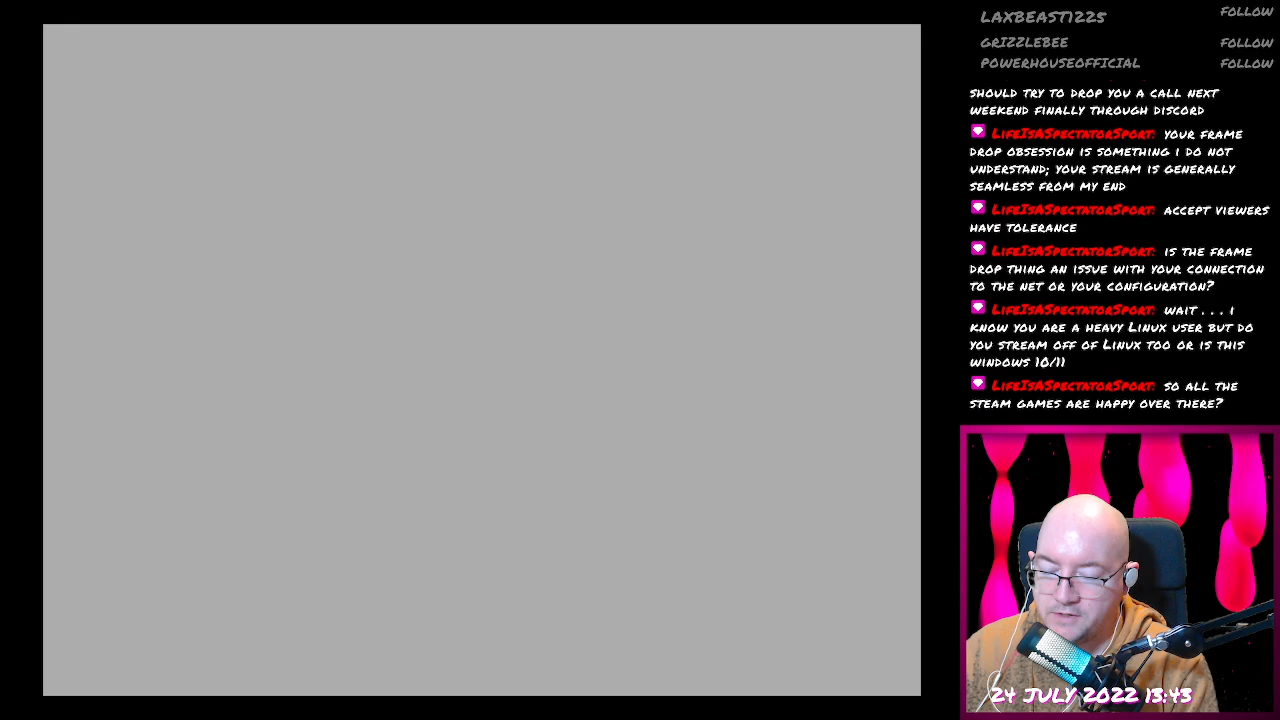 LAXBEAST1225 FOLLOW
GRIZZLEBEE FOLLOW
POWERHOUSEOFFICIAL FOLLOW
SHOULD TRY TO DROP YOU A CALL NEXT
WEEKEND FINALLY THROUGH DISCORD
LIFEISASPECTATORSPORT: YOUR FRAME
DROP OBSESSION IS SOMETHING I DO NOT
UNDERSTAND; YOUR STREAM IS GENERALLY
SEAMLESS FROM MY END
LIFEISASPECTATORSPORT: ACCEPT VIEWERS
HAVE TOLERANCE
LIFEISASPECTATORSPORT: IS THE FRAME
DROP THING AN ISSUE WITH YOUR CONNECTION
TO THE NET OR YOUR CONFIGURATION?
LIFEISASPECTATORSPORT: WAIT . . . I
KNOW YOU ARE A HEAVY LINUX USER BUT DO
YOU STREAM OFF OF LINUX TOO OR IS THIS
WINDOWS 10/11
LIFEISASPECTATORSPORT: SO ALL THE
STEAM GAMES ARE HAPPY OVER THERE?
24 JULY 2022 13:43